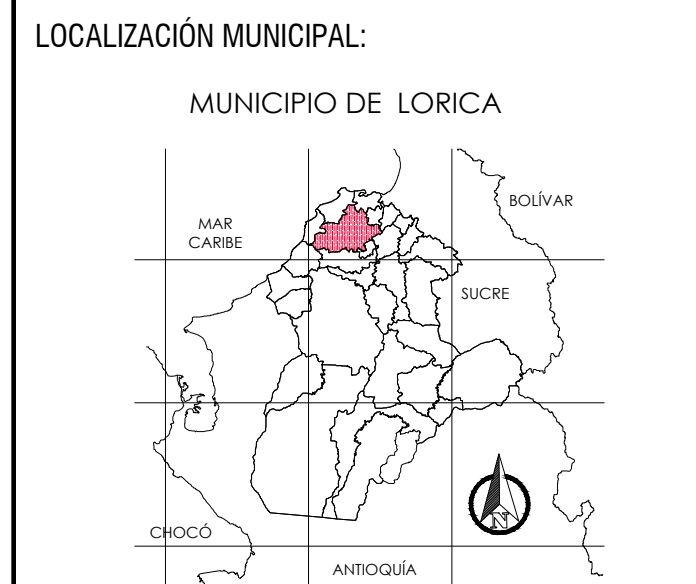 LOCALIZACIÓN MUNICIPAL:
MUNICIPIO DE LORICA
BOLÍVAR
MAR
CARIBE
SUCRE
N
CHOCÓ
ANTIOQUÍA